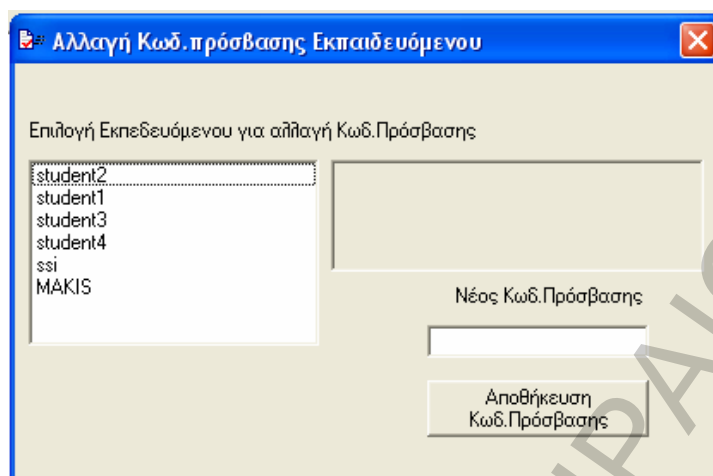 Αλλαγή Κωδ.πρόσβασης Εκπαιδευόμενου
Επιλογή Εκπεδευόμενου για αλλαγή Κωδ.Πρόσβασης
student2
student1
student3
student4
ssi
MAKIS
Νέος Κωδ.Πρόσβασης
Αποθήκευση
Κωδ.Πρόσβασης